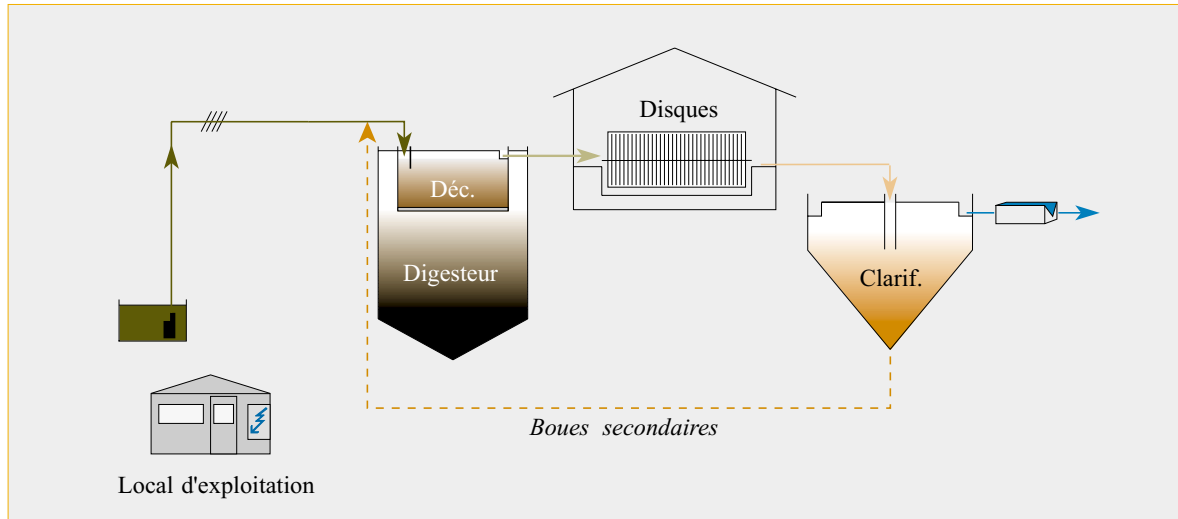 Disques
Déc.
Digesteur
Clarif.
Boues secondaires
Local d'exploitation